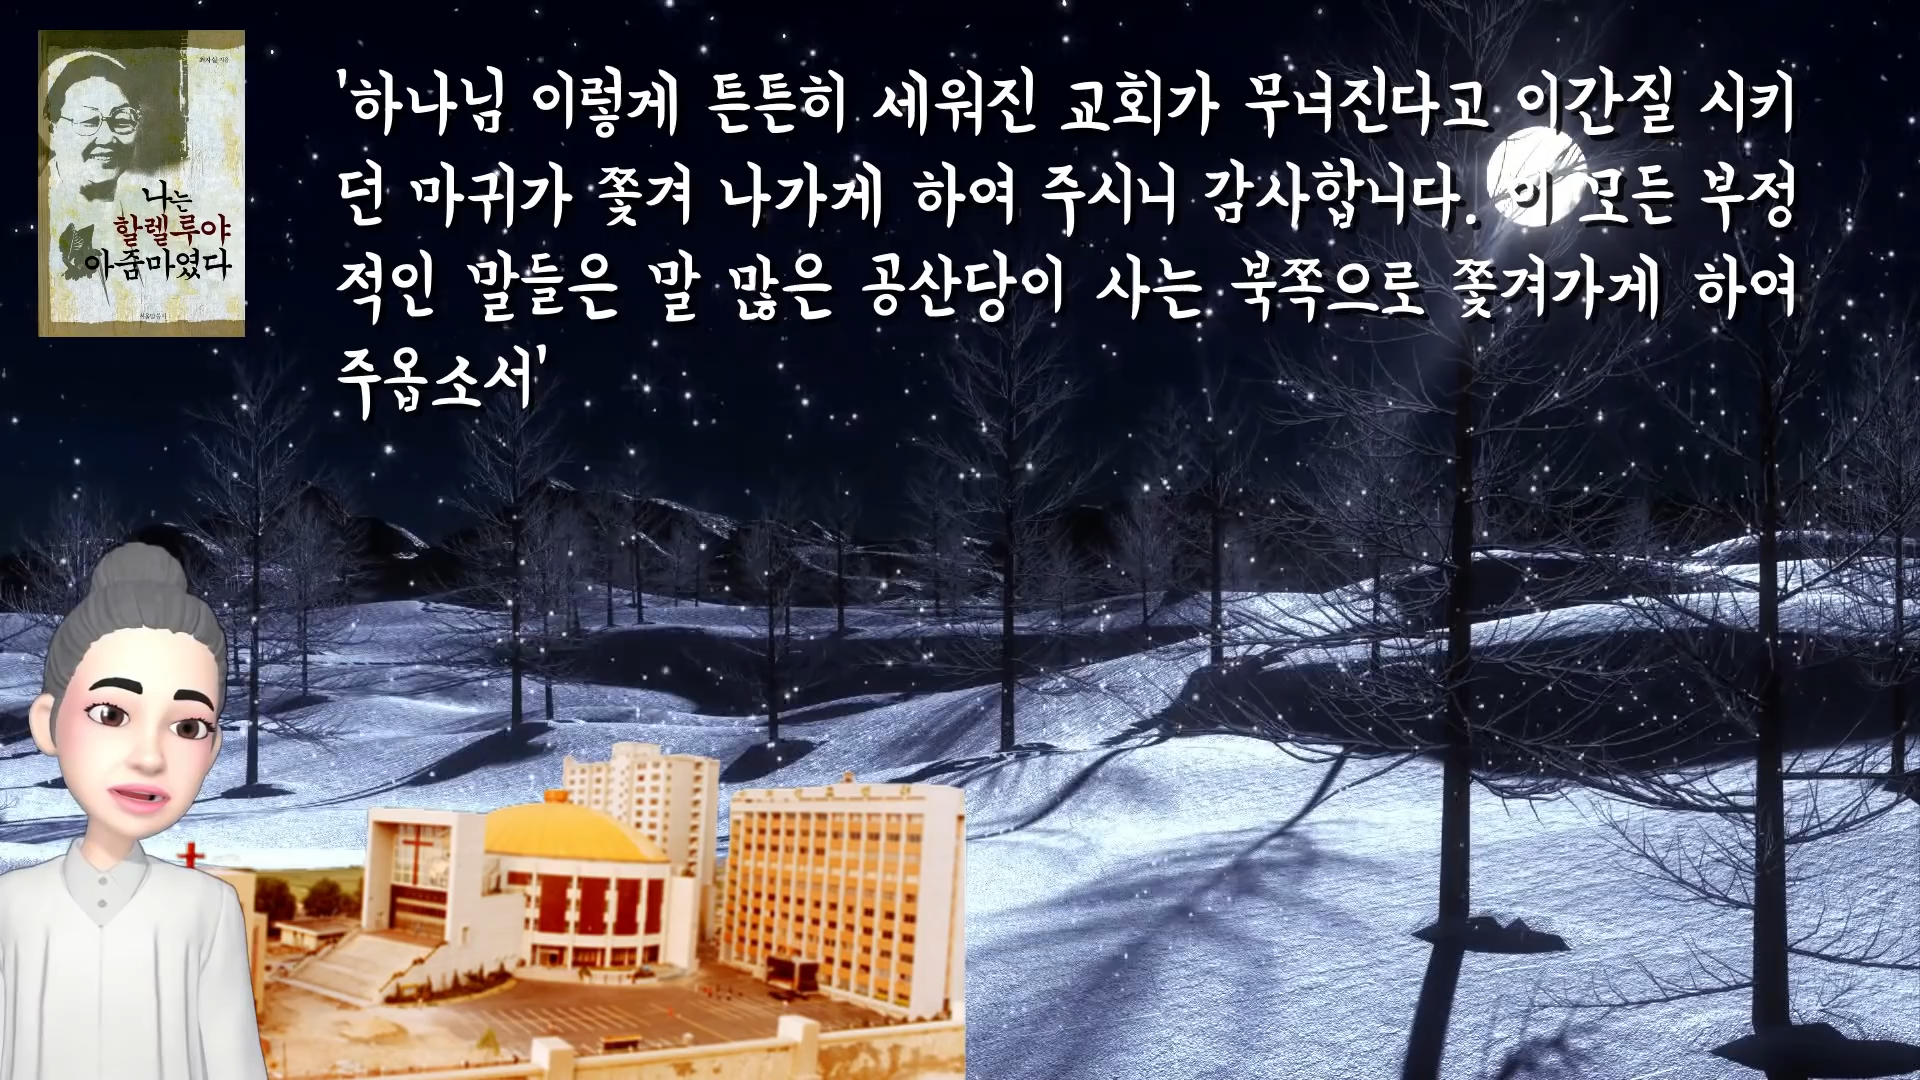 나는
할렐루야
아줌마였다
'하나님 이렇게 튼튼히 세워진 교회가 무너진다고 이간질 시키
던 마귀가 쫓겨 나가게 하여 주시니 감사합니다. 이 모든 부정
적인 말들은 말 많은 공산당이 사는 북쪽으로 쫓겨가게 하여
주옵소서'